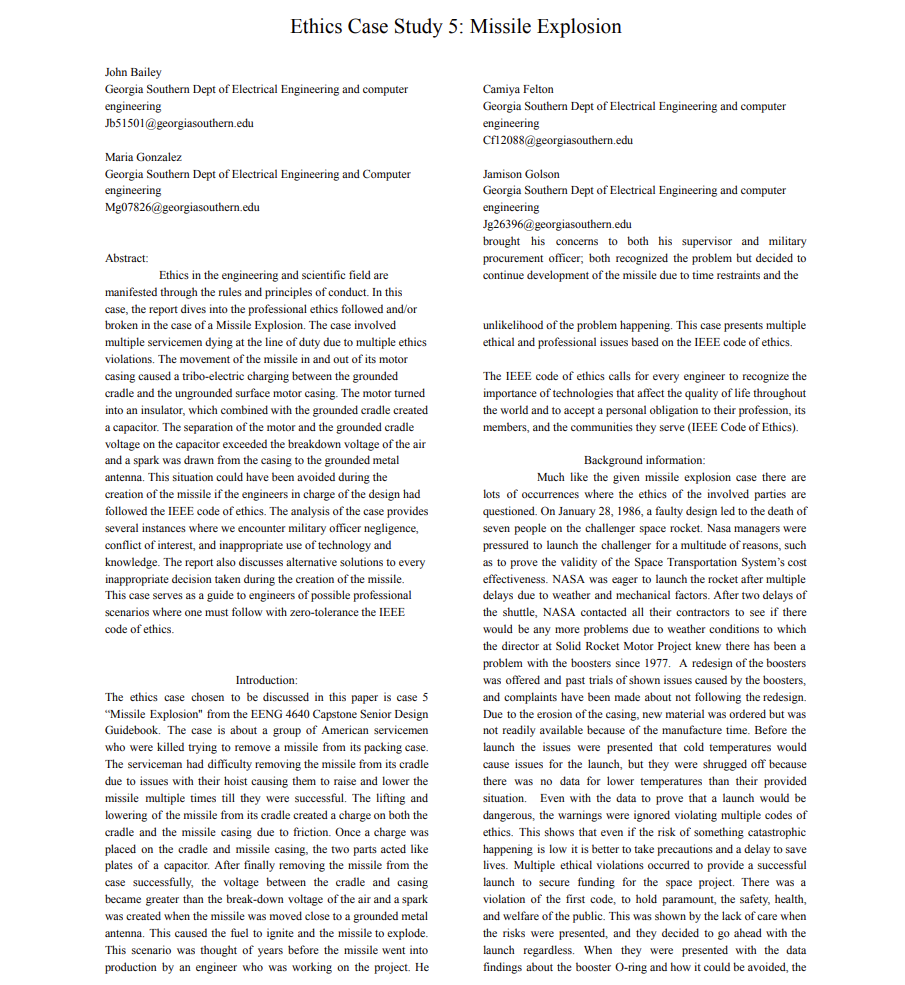 Ethics Case Study 5: Missile Explosion
John Bailey
Georgia Southern Dept of Electrical Engineering and computer
engineering
Jb51501@georgiasouthern.edu
Maria Gonzalez
Georgia Southern Dept of Electrical Engineering and Computer
engineering
Mg07826@georgiasouthern.edu
Abstract:
Ethics in the engineering and scientific field are
manifested through the rules and principles of conduct. In this
case, the report dives into the professional ethics followed and/or
broken in the case of a Missile Explosion. The case involved
multiple servicemen dying at the line of duty due to multiple ethics
violations. The movement of the missile in and out of its motor
casing caused a tribo-electric charging between the grounded
cradle and the ungrounded surface motor casing. The motor turned
into an insulator, which combined with the grounded cradle created
a capacitor. The separation of the motor and the grounded cradle
voltage on the capacitor exceeded the breakdown voltage of the air
and a spark was drawn from the casing to the grounded metal
antenna. This situation could have been avoided during the
creation of the missile if the engineers in charge of the design had
followed the IEEE code of ethics. The analysis of the case provides
several instances where we encounter military officer negligence,
conflict of interest, and inappropriate use of technology and
knowledge. The report also discusses alternative solutions to every
inappropriate decision taken during the creation of the missile.
This case serves as a guide to engineers of possible professional
scenarios where one must follow with zero-tolerance the IEEE
code of ethics.
Introduction:
The ethics case chosen to be discussed in this paper is case 5
“Missile Explosion" from the EENG 4640 Capstone Senior Design
Guidebook. The case is about a group of American servicemen
who were killed trying to remove a missile from its packing case.
The serviceman had difficulty removing the missile from its cradle
due to issues with their hoist causing them to raise and lower the
missile multiple times till they were successful. The lifting and
lowering of the missile from its cradle created a charge on both the
cradle and the missile casing due to friction. Once a charge was
placed on the cradle and missile casing, the two parts acted like
plates of a capacitor. After finally removing the missile from the
case successfully, the voltage between the cradle and casing
became greater than the break-down voltage of the air and a spark
was created when the missile was moved close to a grounded metal
antenna. This caused the fuel to ignite and the missile to explode.
This scenario was thought of years before the missile went into
production by an engineer who was working on the project. He
Camiya Felton
Georgia Southern Dept of Electrical Engineering and computer
engineering
Cf12088@georgiasouthern.edu
Jamison Golson
Georgia Southern Dept of Electrical Engineering and computer
engineering
Jg26396@georgiasouthern.edu
brought his concerns to both his supervisor and military
procurement officer; both recognized the problem but decided to
continue development of the missile due to time restraints and the
unlikelihood of the problem happening. This case presents multiple
ethical and professional issues based on the IEEE code of ethics.
The IEEE code of ethics calls for every engineer to recognize the
importance of technologies that affect the quality of life throughout
the world and to accept a personal obligation to their profession, its
members, and the communities they serve (IEEE Code of Ethics).
Background information:
Much like the given missile explosion case there are
lots of occurrences where the ethics of the involved parties are
questioned. On January 28, 1986, a faulty design led to the death of
seven people on the challenger space rocket. Nasa managers were
pressured to launch the challenger for a multitude of reasons, such
as to prove the validity of the Space Transportation System’s cost
effectiveness. NASA was eager to launch the rocket after multiple
delays due to weather and mechanical factors. After two delays of
the shuttle, NASA contacted all their contractors to see if there
would be any more problems due to weather conditions to which
the director at Solid Rocket Motor Project knew there has been a
problem with the boosters since 1977. A redesign of the boosters
was offered and past trials of shown issues caused by the boosters,
and complaints have been made about not following the redesign.
Due to the erosion of the casing, new material was ordered but was
not readily available because of the manufacture time. Before the
launch the issues were presented that cold temperatures would
cause issues for the launch, but they were shrugged off because
there was no data for lower temperatures than their provided
situation. Even with the data to prove that a launch would be
dangerous, the warnings were ignored violating multiple codes of
ethics. This shows that even if the risk of something catastrophic
happening is low it is better to take precautions and a delay to save
lives. Multiple ethical violations occurred to provide a successful
launch to secure funding for the space project. There was a
violation of the first code, to hold paramount, the safety, health,
and welfare of the public. This was shown by the lack of care when
the risks were presented, and they decided to go ahead with the
launch regardless. When they were presented with the data
findings about the booster O-ring and how it could be avoided, the